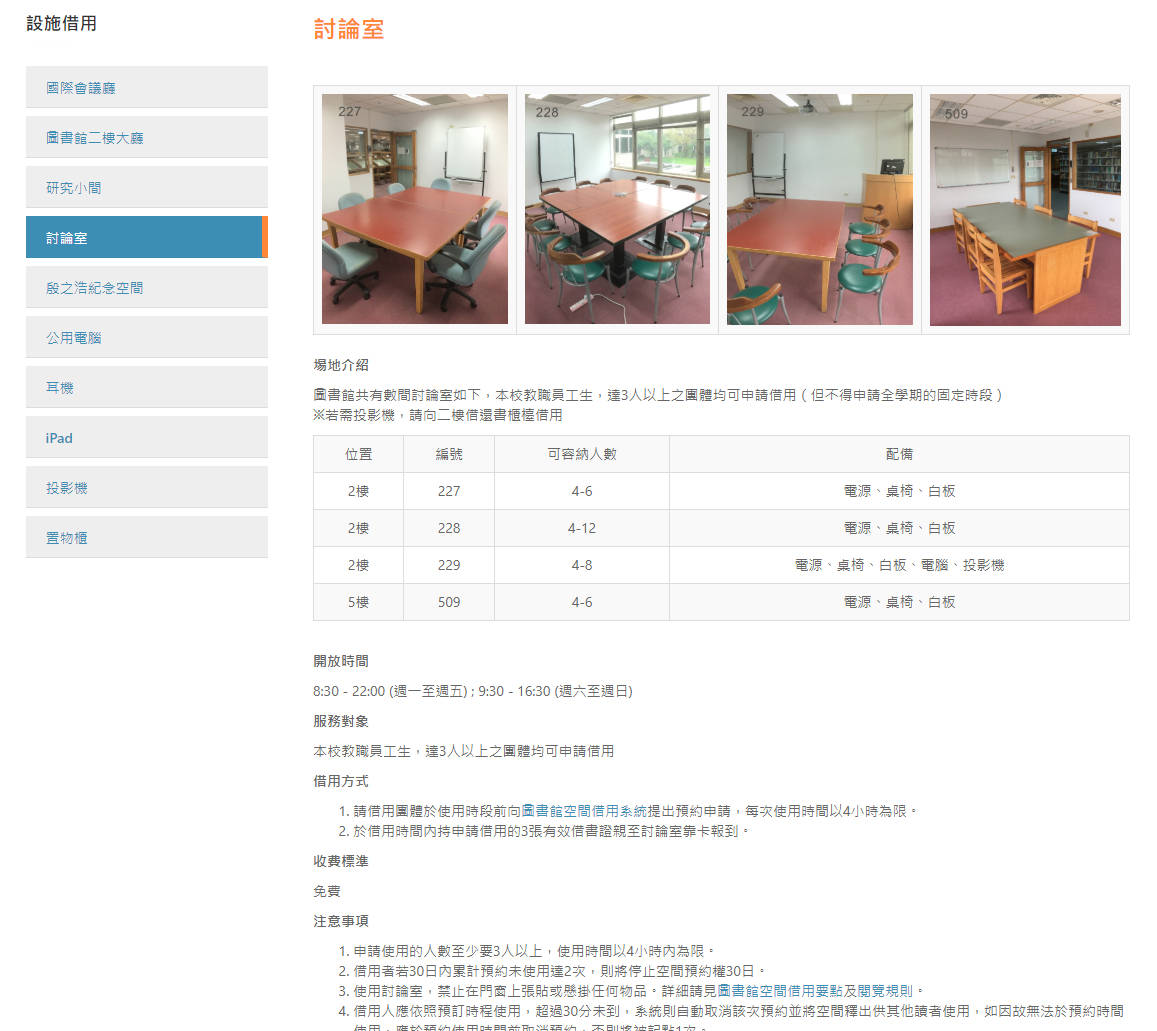 設施借用
國際會議廳
圖書館二樓大廳
研究小間
討論室
殷之浩紀念空間
公用電腦
耳機
iPad
投影機
置物櫃
討論室
227 228 229 509
場地介紹
圖書館共有數間討論室如下，本校教職員工生，達3人以上之團體均可申請借用（但不得申請全學期的固定時段）
※若需投影機，請向二樓借還書櫃檯借用
位置 編號 可容納人數 配備
2樓 227 4-6 電源、桌椅、白板
2樓 228 4-12 電源、桌椅、白板
2樓 229 4-8 電源、桌椅、白板、電腦、投影機
5樓 509 4-6 電源、桌椅、白板
開放時間
8:30 - 22:00 (週一至週五) ; 9:30 - 16:30 (週六至週日)
服務對象
本校教職員工生，達3人以上之團體均可申請借用
借用方式
1. 請借用團體於使用時段前向圖書館空間借用系統提出預約申請，每次使用時間以4小時為限。
2. 於借用時間內持申請借用的3張有效借書證親至討論室靠卡報到。
收費標準
免費
注意事項
1. 申請使用的人數至少要3人以上，使用時間以4小時內為限。
2. 借用者若30日內累計預約未使用達2次，則將停止空間預約權30日。
3. 使用討論室，禁止在門窗上張貼或懸掛任何物品。詳細請見圖書館空間借用要點及閱覽規則。
4. 借用人應依照預訂時程使用，超過30分未到，系統則自動取消該次預約並將空間釋出供其他讀者使用，如因故無法於預約時間
使用，應於預約使用時間前取消預約，否則將被記點1次。